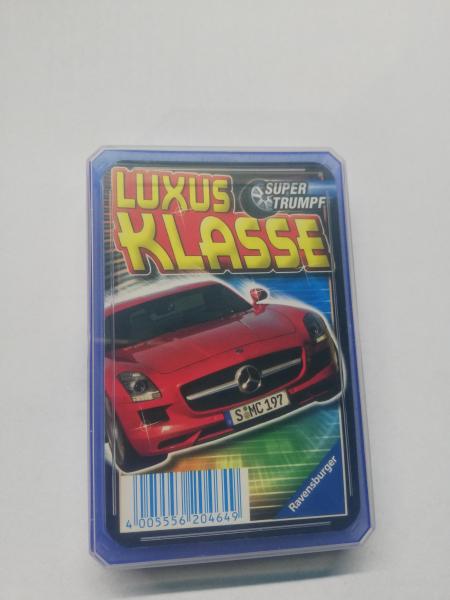 LUXUS
KLASSE
SUPER
TRUMPF
S MC 197
4 005556 204649
Ravensburger